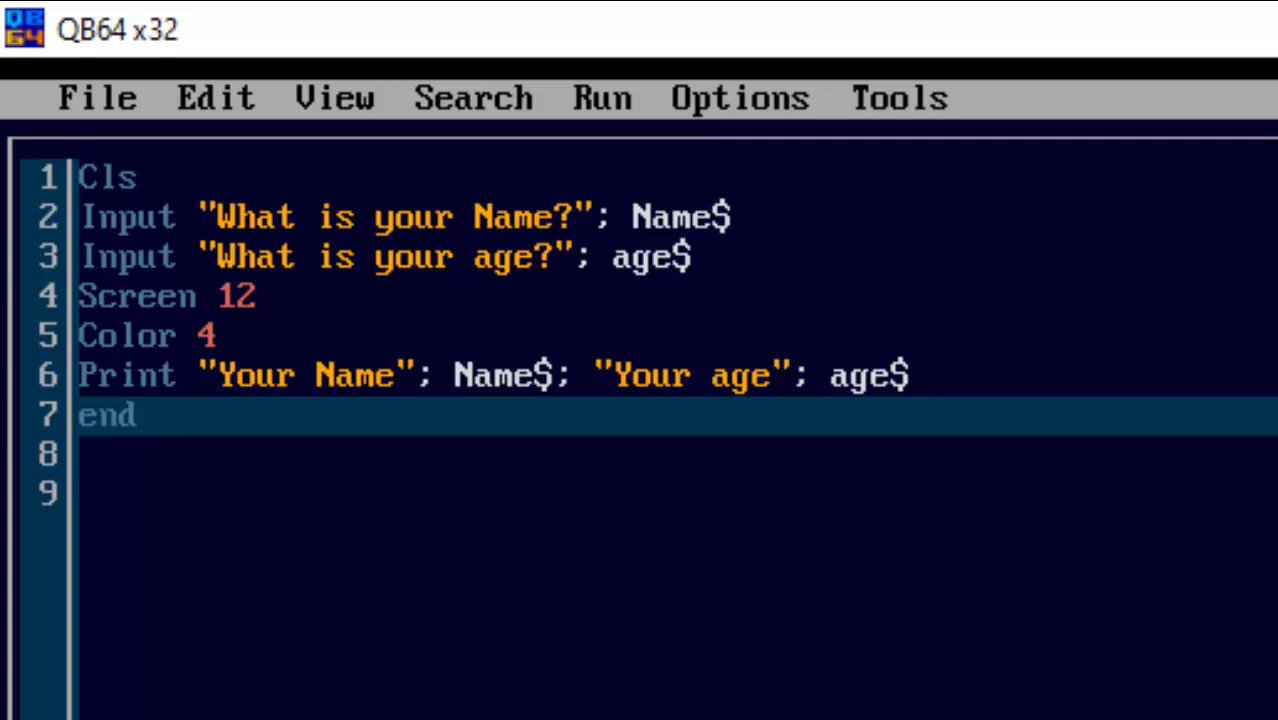 QB64 x32
File Edit View Search Run Options Tools
1 Cls
2 Input "What is your Name?"; Name$
3 Input "What is your age?"; age$
4 Screen 12
5 Color 4
6 Print "Your Name"; Name$; "Your age"; age$
7 end
8
9